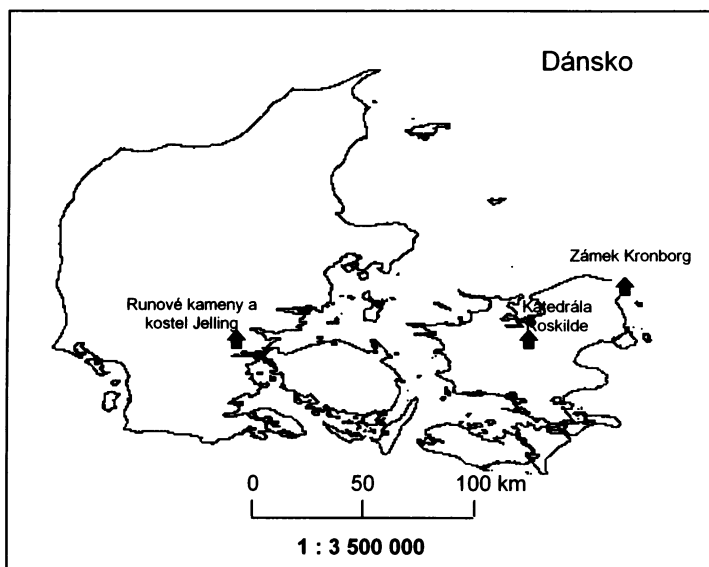 Dánsko
Zámek Kronborg
Runové kameny a
kostel Jelling
Katedrála
Roskilde
0 50 100 km
1 : 3 500 000